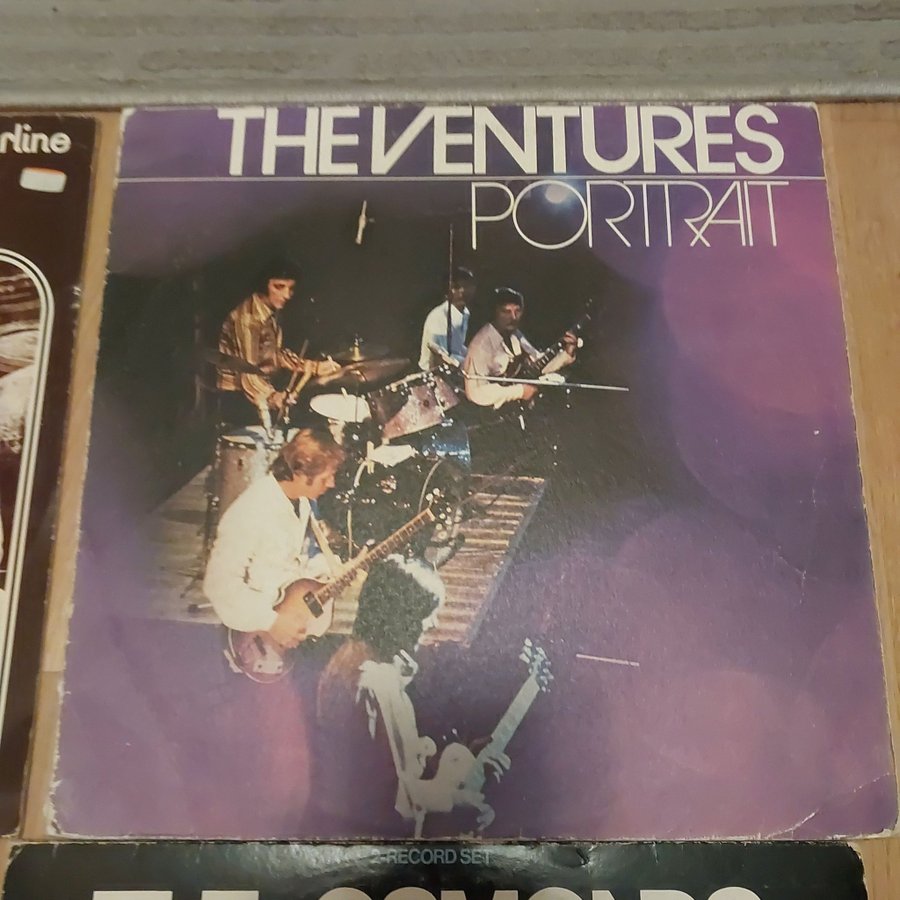 THE VENTURES
PORTRAIT
rline
2-RECORD SET